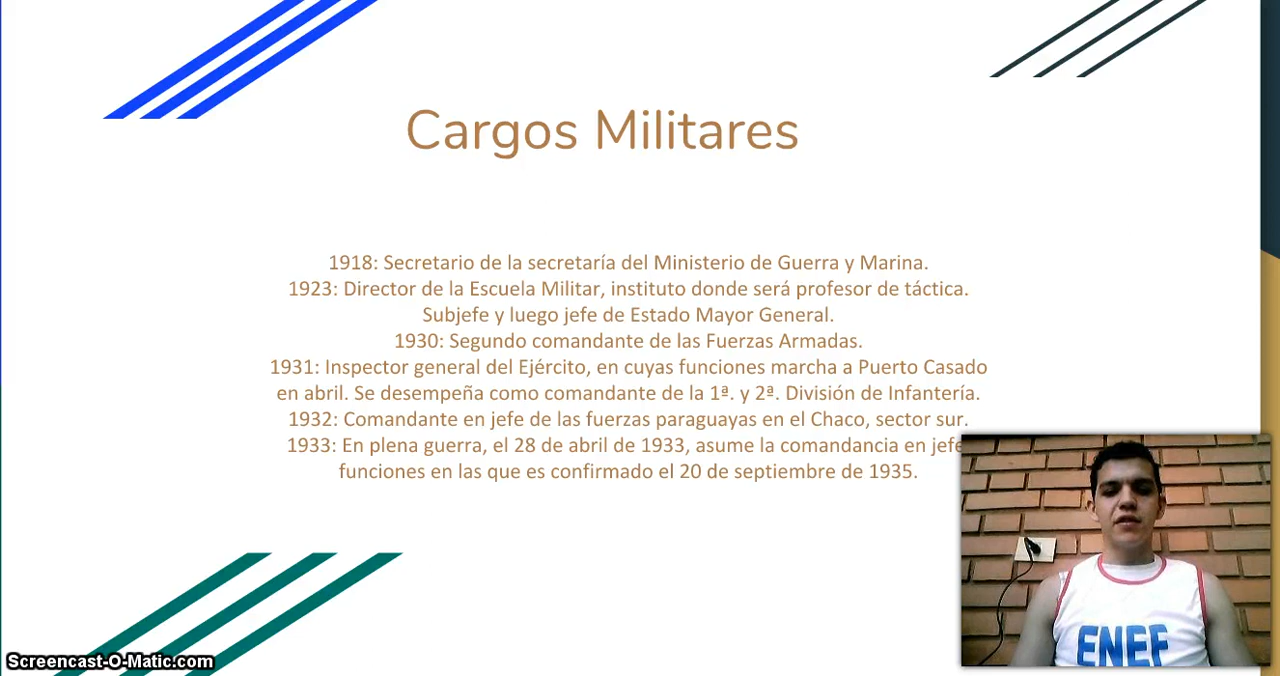 Cargos Militares
1918: Secretario de la secretaría del Ministerio de Guerra y Marina.
1923: Director de la Escuela Militar, instituto donde será profesor de táctica.
Subjefe y luego jefe de Estado Mayor General.
1930: Segundo comandante de las Fuerzas Armadas.
1931: Inspector general del Ejército, en cuyas funciones marcha a Puerto Casado
en abril. Se desempeña como comandante de la 1ª. y 2ª. División de Infantería.
1932: Comandante en jefe de las fuerzas paraguayas en el Chaco, sector sur.
1933: En plena guerra, el 28 de abril de 1933, asume la comandancia en jefe
funciones en las que es confirmado el 20 de septiembre de 1935.
ENEF
Screencast-O-Matic.com